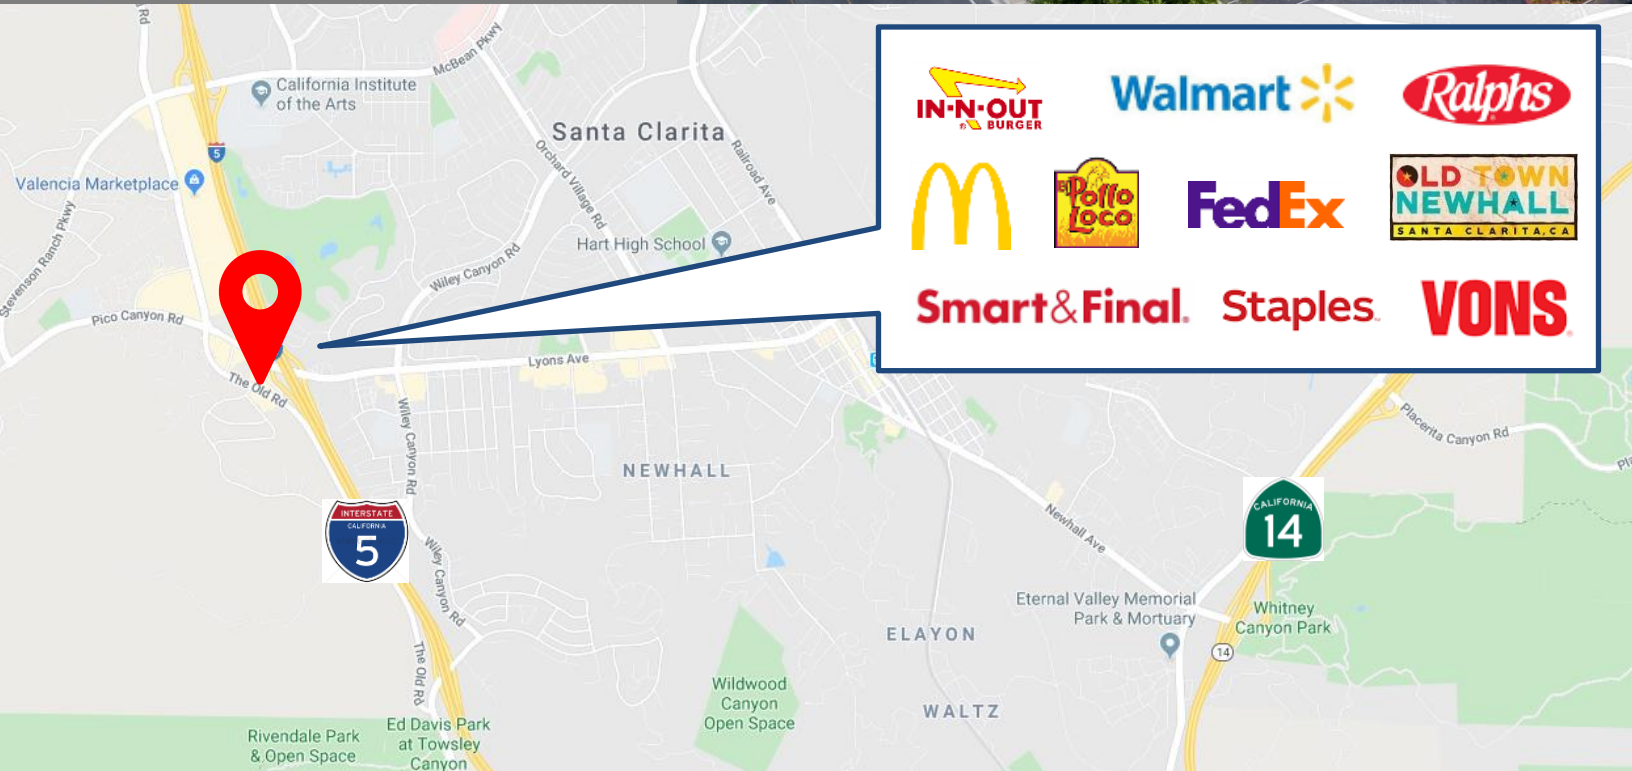 Rd
McBean Pkwy
California Institute
of the Arts
Santa Clarita
5
Valencia Marketplace
Orchard Village Rd
Railroad Ave
Stevenson Ranch Pkwy
Hart High School
Wiley Canyon Rd
Pico Canyon Rd
Lyons Ave
The Old Rd
Wiley Canyon Rd
IN-N-OUT
BURGER
Walmart
Ralphs
El Pollo
Loco
FedEx
OLD TOWN
NEWHALL
SANTA CLARITA, CA
Smart&Final.
Staples
VONS
Placerita Canyon Rd
Pla
NEWHALL
INTERSTATE
CALIFORNIA
5
CALIFORNIA
14
Newhall Ave
Wiley Canyon Rd
Eternal Valley Memorial
Park & Mortuary
Whitney
Canyon Park
ELAYON
14
The Old Rd
Wildwood
Canyon
Open Space
WALTZ
Rivendale Park
& Open Space
Ed Davis Park
at Towsley
Canyon